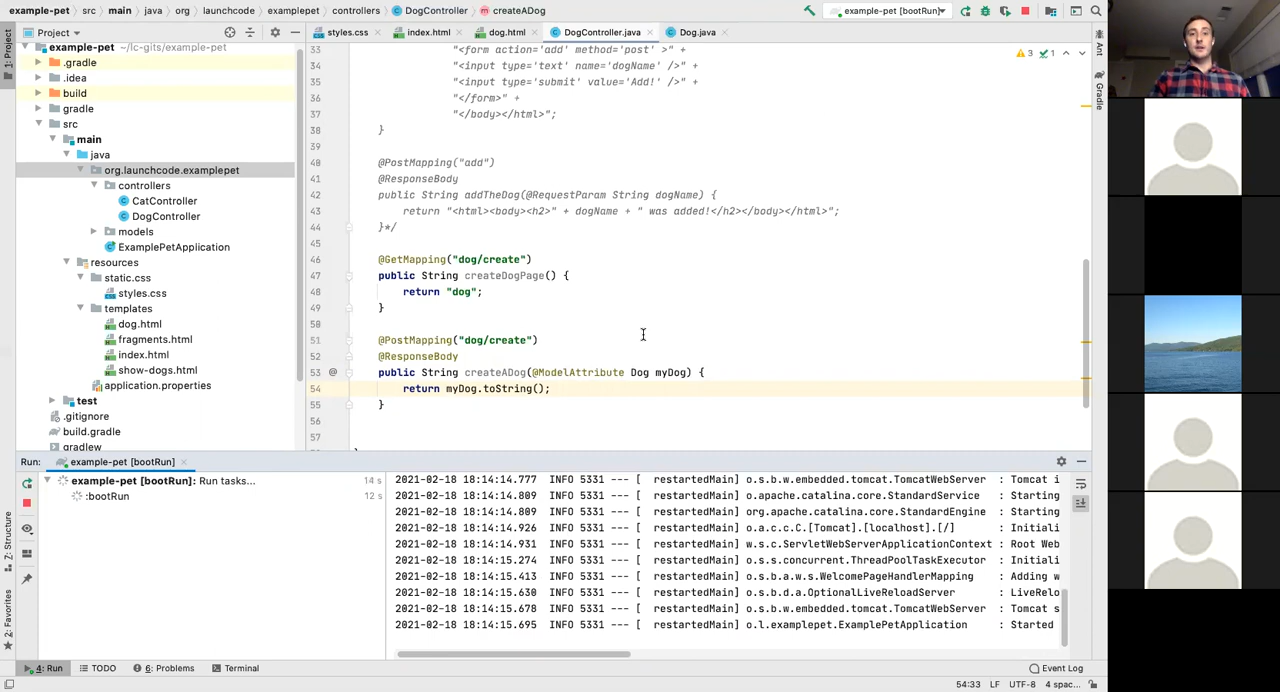 example-pet src main java org launchcode examplepet controllers DogController createADog
example-pet [bootRun]
1: Project
Project
styles.css
index.html
dog.html
DogController.java
Dog.java
Ant
Gradle
example-pet ~/lc-gits/example-pet
.gradle
.idea
build
gradle
src
main
java
org.launchcode.examplepet
controllers
CatController
DogController
models
ExamplePetApplication
resources
static.css
styles.css
templates
dog.html
fragments.html
index.html
show-dogs.html
application.properties
test
.gitignore
build.gradle
gradlew
3 1
33 "<form action='add' method='post' >" +
34 "<input type='text' name='dogName' />" +
35 "<input type='submit' value='Add!' />" +
36 "</form>" +
37 "</body></html>";
38 }
39
40 @PostMapping("add")
41 @ResponseBody
42 public String addTheDog(@RequestParam String dogName) {
43 return "<html><body><h2>" + dogName + " was added!</h2></body></html>";
44 }*/
45
46 @GetMapping("dog/create")
47 public String createDogPage() {
48 return "dog";
49 }
50
51 @PostMapping("dog/create")
52 @ResponseBody
53 @ public String createADog(@ModelAttribute Dog myDog) {
54 return myDog.toString();
55 }
56
57
Run: example-pet [bootRun]
example-pet [bootRun]: Run tasks... 14 s
:bootRun 12 s
2021-02-18 18:14:14.777 INFO 5331 --- [ restartedMain] o.s.b.w.embedded.tomcat.TomcatWebServer : Tomcat i
2021-02-18 18:14:14.809 INFO 5331 --- [ restartedMain] o.apache.catalina.core.StandardService : Starting
2021-02-18 18:14:14.809 INFO 5331 --- [ restartedMain] org.apache.catalina.core.StandardEngine : Starting
2021-02-18 18:14:14.926 INFO 5331 --- [ restartedMain] o.a.c.c.C.[Tomcat].[localhost].[/] : Initiali
2021-02-18 18:14:14.931 INFO 5331 --- [ restartedMain] w.s.c.ServletWebServerApplicationContext : Root Web
2021-02-18 18:14:15.274 INFO 5331 --- [ restartedMain] o.s.s.concurrent.ThreadPoolTaskExecutor : Initiali
2021-02-18 18:14:15.413 INFO 5331 --- [ restartedMain] o.s.b.a.w.s.WelcomePageHandlerMapping : Adding w
2021-02-18 18:14:15.630 INFO 5331 --- [ restartedMain] o.s.b.d.a.OptionalLiveReloadServer : LiveRelo
2021-02-18 18:14:15.678 INFO 5331 --- [ restartedMain] o.s.b.w.embedded.tomcat.TomcatWebServer : Tomcat s
2021-02-18 18:14:15.695 INFO 5331 --- [ restartedMain] o.l.examplepet.ExamplePetApplication : Started
Z: Structure
2: Favorites
4: Run
TODO
6: Problems
Terminal
Event Log
54:33 LF UTF-8 4 spac...